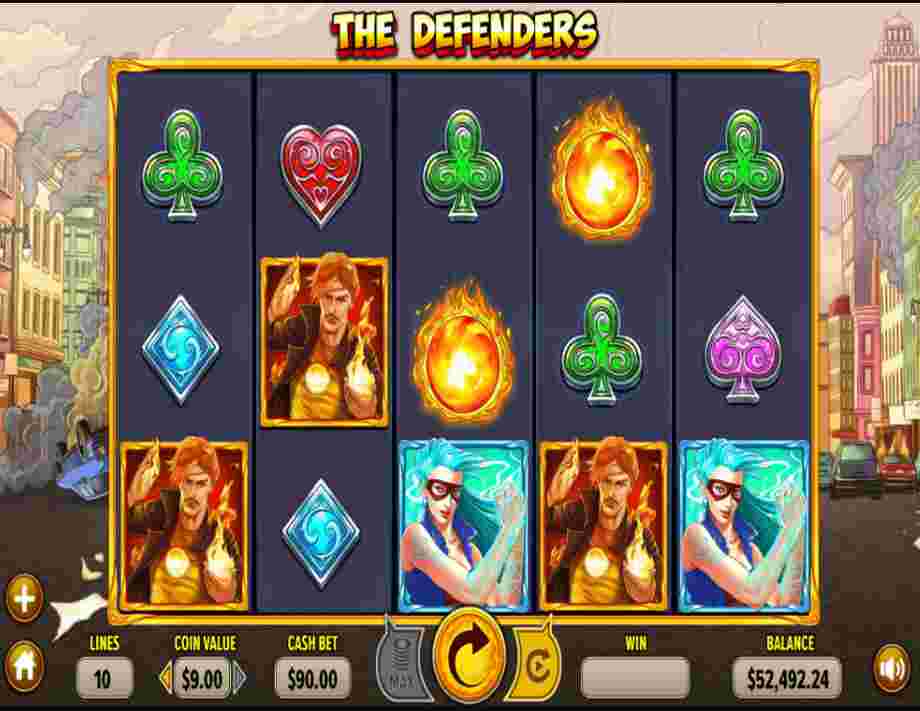 THE DEFENDERS
LINES COIN VALUE CASH BET WIN BALANCE
10 $9.00 $90.00 MAX $52,492.24